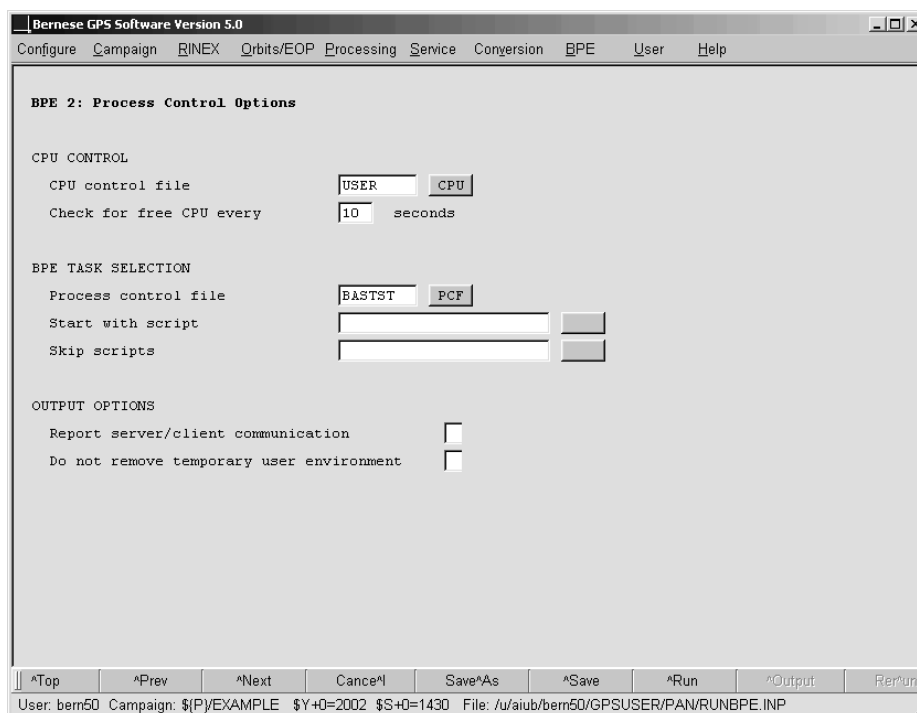 Bernese GPS Software Version 5.0
Configure Campaign RINEX Orbits/EOP Processing Service Conversion BPE User Help
BPE 2: Process Control Options
CPU CONTROL
CPU control file USER CPU
Check for free CPU every 10 seconds
BPE TASK SELECTION
Process control file BASTST PCF
Start with script
Skip scripts
OUTPUT OPTIONS
Report server/client communication
Do not remove temporary user environment
^Top ^Prev ^Next Cance^l Save^As ^Save ^Run ^Output Rer^un
User: bern50 Campaign: ${P}/EXAMPLE $Y+0=2002 $S+0=1430 File: /u/aiub/bern50/GPSUSER/PAN/RUNBPE.INP